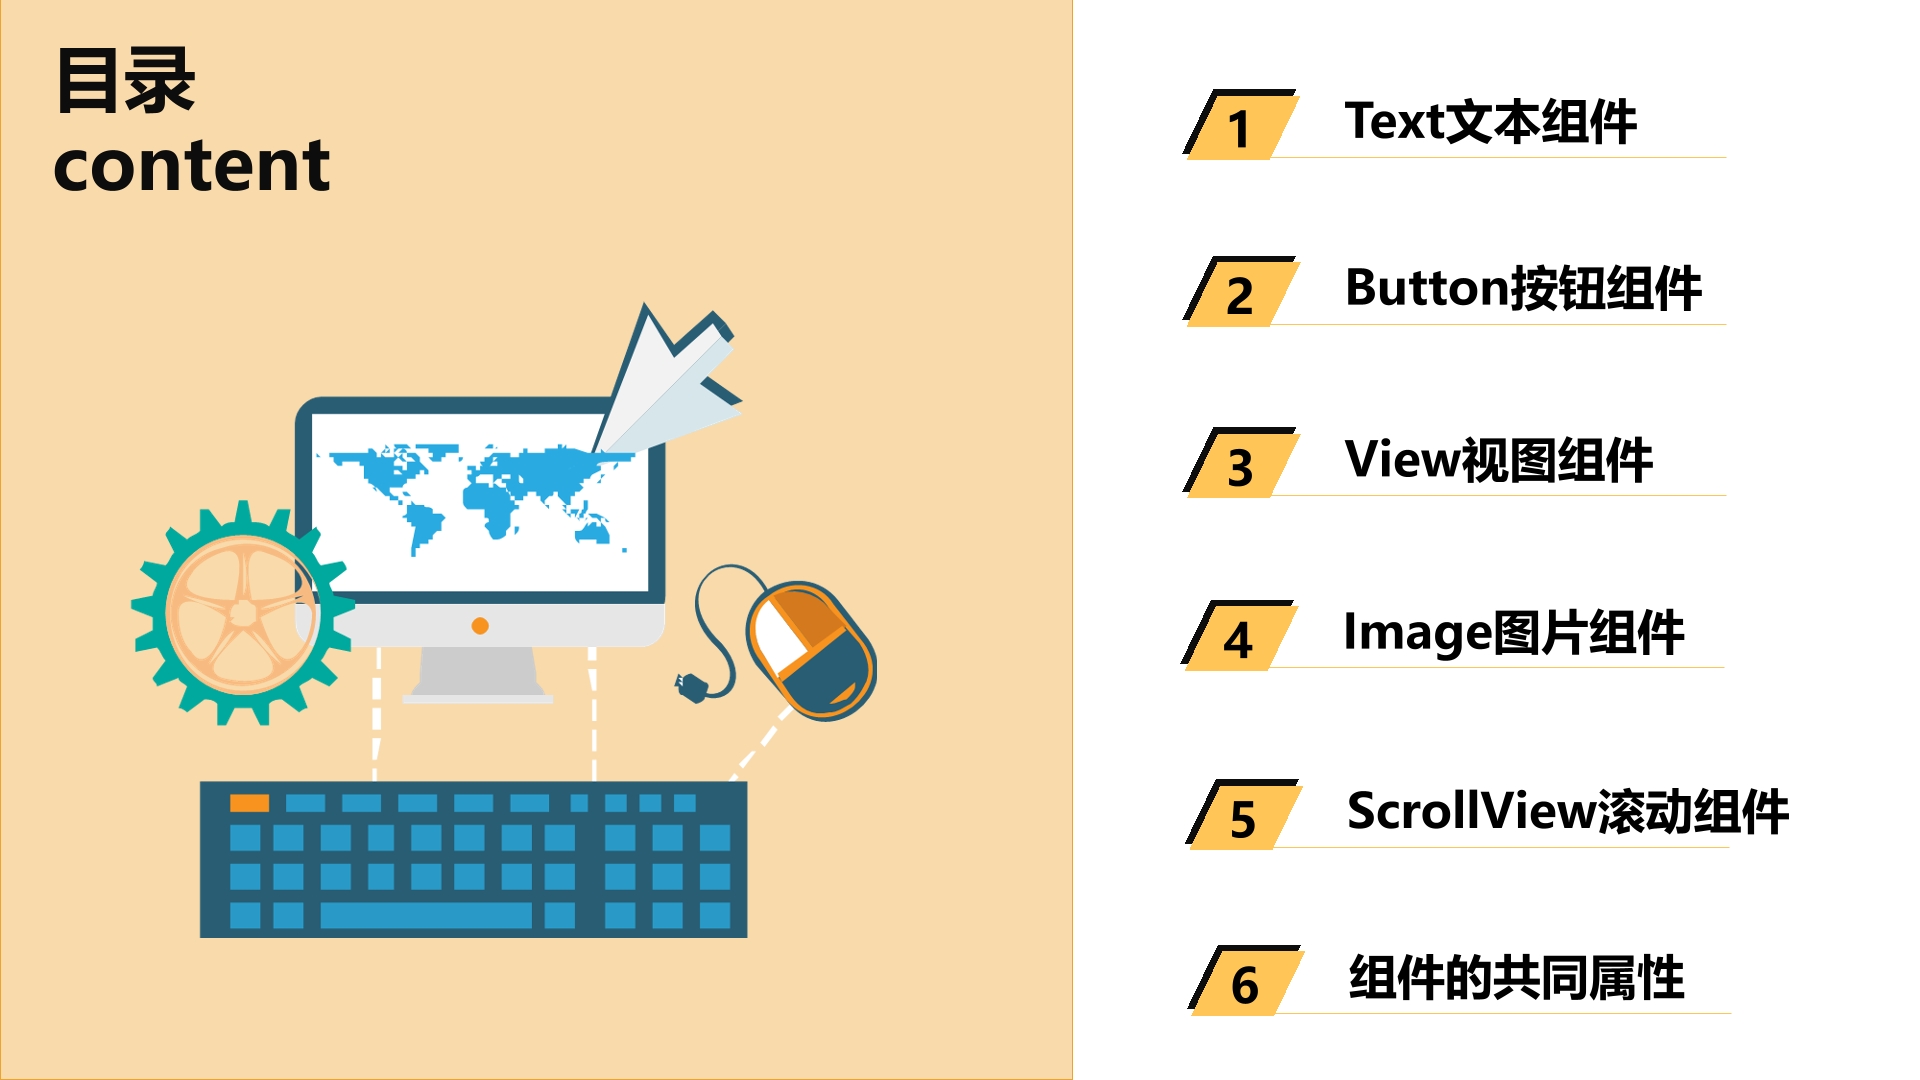 目录
content
1 Text文本组件
2 Button按钮组件
3 View视图组件
4 Image图片组件
5 ScrollView滚动组件
6 组件的共同属性